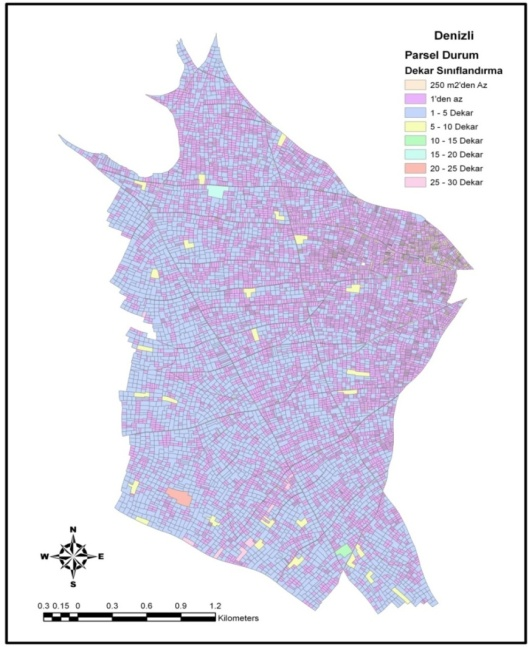 Denizli
Parsel Durum
Dekar Sınıflandırma
250 m2'den Az
1'den az
1 - 5 Dekar
5 - 10 Dekar
10 - 15 Dekar
15 - 20 Dekar
20 - 25 Dekar
25 - 30 Dekar
N
W E
S
0.3 0.15 0 0.3 0.6 0.9 1.2
Kilometers